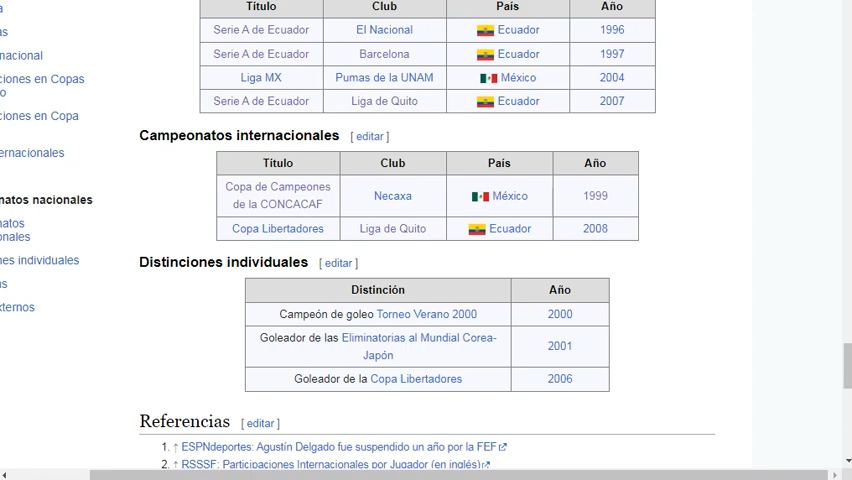 Título Club País Año
Serie A de Ecuador El Nacional Ecuador 1996
Serie A de Ecuador Barcelona Ecuador 1997
nacional
Liga MX Pumas de la UNAM México 2004
ciones en Copas
Serie A de Ecuador Liga de Quito Ecuador 2007
ciones en Copa
Campeonatos internacionales [ editar ]
ernacionales
Título Club País Año
Copa de Campeones
de la CONCACAF Necaxa México 1999
natos nacionales
natos
onales
Copa Libertadores Liga de Quito Ecuador 2008
nes individuales
Distinciones individuales [ editar ]
Distinción Año
xternos
Campeón de goleo Torneo Verano 2000 2000
Goleador de las Eliminatorias al Mundial Corea-
Japón 2001
Goleador de la Copa Libertadores 2006
Referencias [ editar ]
1. ↑ ESPNdeportes: Agustín Delgado fue suspendido un año por la FEF
2. ↑ RSSSF: Participaciones Internacionales por Jugador (en inglés)